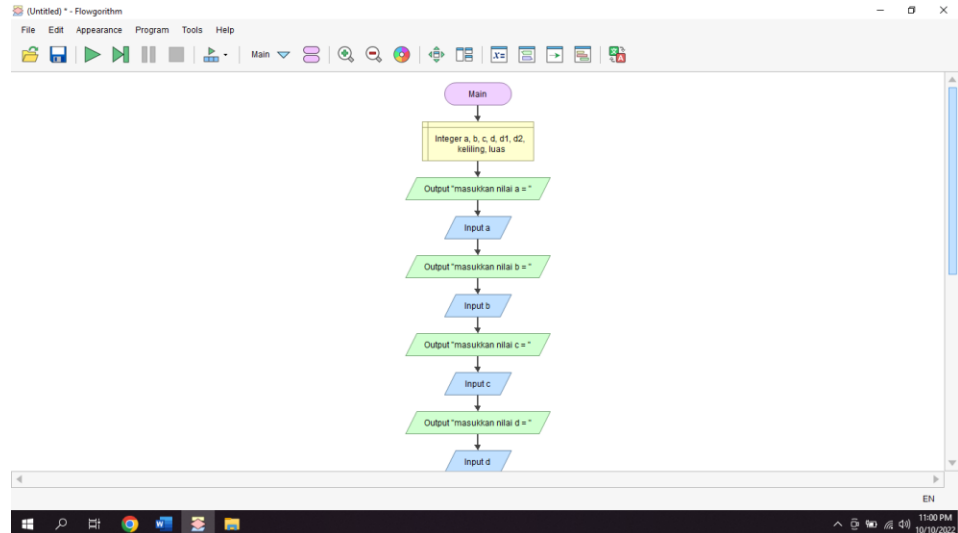 (Untitled) * - Flowgorithm
File Edit Appearance Program Tools Help
Main
Main
Integer a, b, c, d, d1, d2,
keliling, luas
Output "masukkan nilai a = "
Input a
Output "masukkan nilai b = "
Input b
Output "masukkan nilai c = "
Input c
Output "masukkan nilai d = "
Input d
EN
11:00 PM
10/10/2022